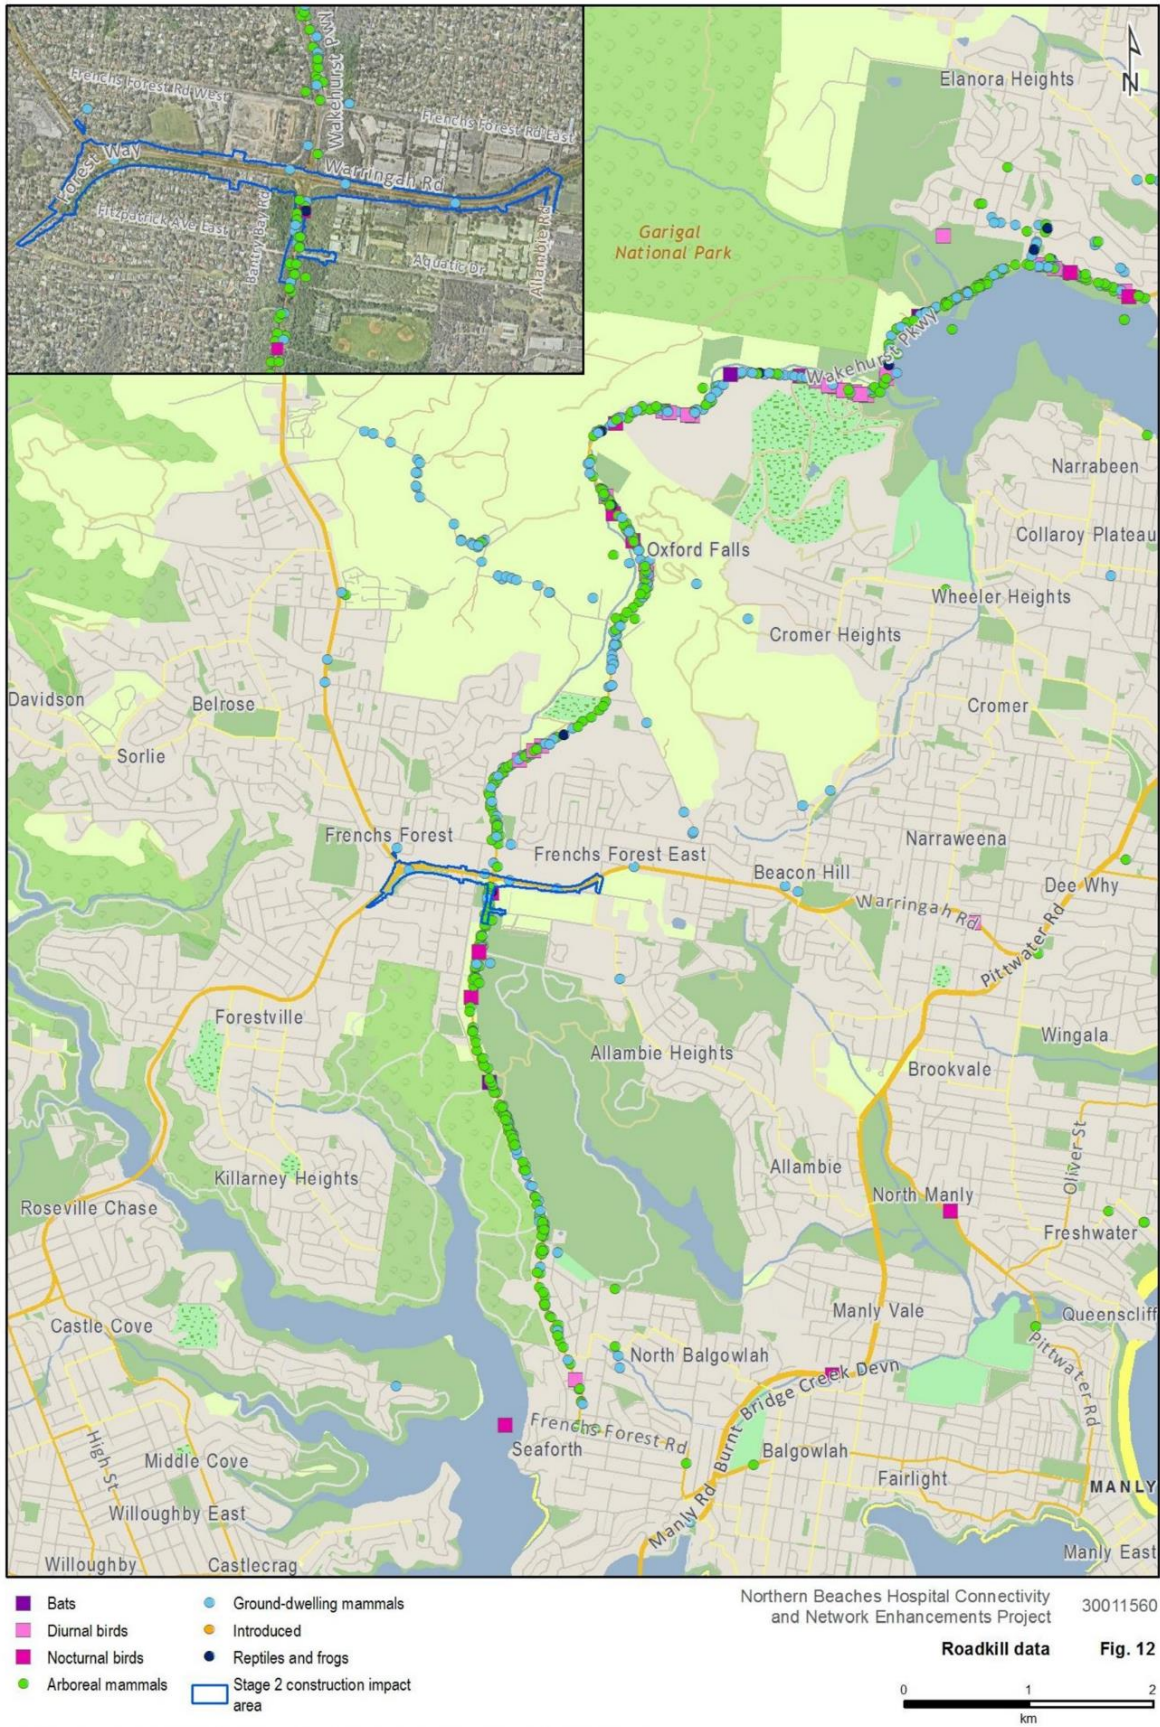 Wakehurst Pkwy
Frenchs Forest Rd West
Frenchs Forest Rd East
Forest Way
Warringah Rd
Fitzpatrick Ave East
Bantry Bay Rd
Aquatic Dr
N
Elanora Heights
Garigal
National Park
Wakehurst Pkwy
Narrabeen
Collaroy Plateau
Oxford Falls
Wheeler Heights
Cromer Heights
Davidson
Belrose
Cromer
Sorlie
Frenchs Forest
Frenchs Forest East
Narraweena
Beacon Hill
Dee Why
Warringah Rd
Pittwater Rd
Forestville
Wingala
Allambie Heights
Brookvale
Oliver St
Killarney Heights
Allambie
North Manly
Roseville Chase
Freshwater
Castle Cove
Manly Vale
Queenscliff
North Balgowlah
Pittwater Rd
Burnt Bridge Creek Devn
Frenchs Forest Rd
Seaforth
High St
Middle Cove
Balgowlah
Fairlight
MANLY
Willoughby East
Manly Rd
Willoughby
Castlecrag
Manly East
Bats
Diurnal birds
Nocturnal birds
Arboreal mammals
Ground-dwelling mammals
Introduced
Reptiles and frogs
Stage 2 construction impact
area
Northern Beaches Hospital Connectivity
and Network Enhancements Project
30011560
Roadkill data
Fig. 12
0 1 2
km